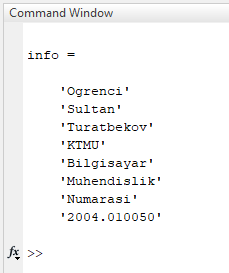 Command Window
info =
'Ogrenci'
'Sultan'
'Turatbekov'
'KTMU'
'Bilgisayar'
'Muhendislik'
'Numarasi'
'2004.010050'
fx >>